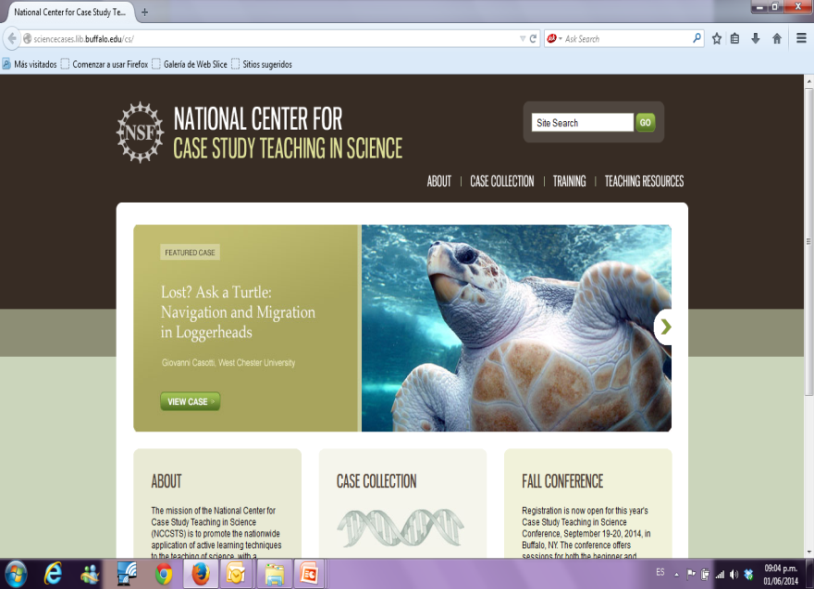 National Center for Case Study Te...
sciencecases.lib.buffalo.edu/cs/
Ask Search
Más visitados
Comenzar a usar Firefox
Galería de Web Slice
Sitios sugeridos
NSF
NATIONAL CENTER FOR
CASE STUDY TEACHING IN SCIENCE
Site Search
GO
ABOUT | CASE COLLECTION | TRAINING | TEACHING RESOURCES
FEATURED CASE
Lost? Ask a Turtle:
Navigation and Migration
in Loggerheads
Giovanni Casotti, West Chester University
VIEW CASE
ABOUT
The mission of the National Center for
Case Study Teaching in Science
(NCCSTS) is to promote the nationwide
application of active learning techniques
to the teaching of science, with a
CASE COLLECTION
FALL CONFERENCE
Registration is now open for this year's
Case Study Teaching in Science
Conference, September 19-20, 2014, in
Buffalo, NY. The conference offers
sessions for both the beginner and
ES
09:04 p.m.
01/06/2014